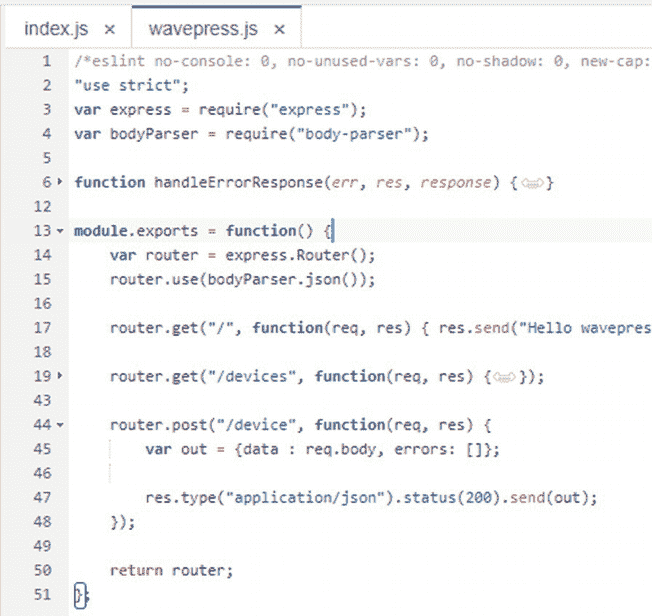 index.js × wavepress.js ×
1 /*eslint no-console: 0, no-unused-vars: 0, no-shadow: 0, new-cap:
2 "use strict";
3 var express = require("express");
4 var bodyParser = require("body-parser");
5
6 function handleErrorResponse(err, res, response) {}
12
13 module.exports = function() {
14 var router = express.Router();
15 router.use(bodyParser.json());
16
17 router.get("/", function(req, res) { res.send("Hello wavepres
18
19 router.get("/devices", function(req, res) {});
43
44 router.post("/device", function(req, res) {
45 var out = {data : req.body, errors: []};
46
47 res.type("application/json").status(200).send(out);
48 });
49
50 return router;
51 };